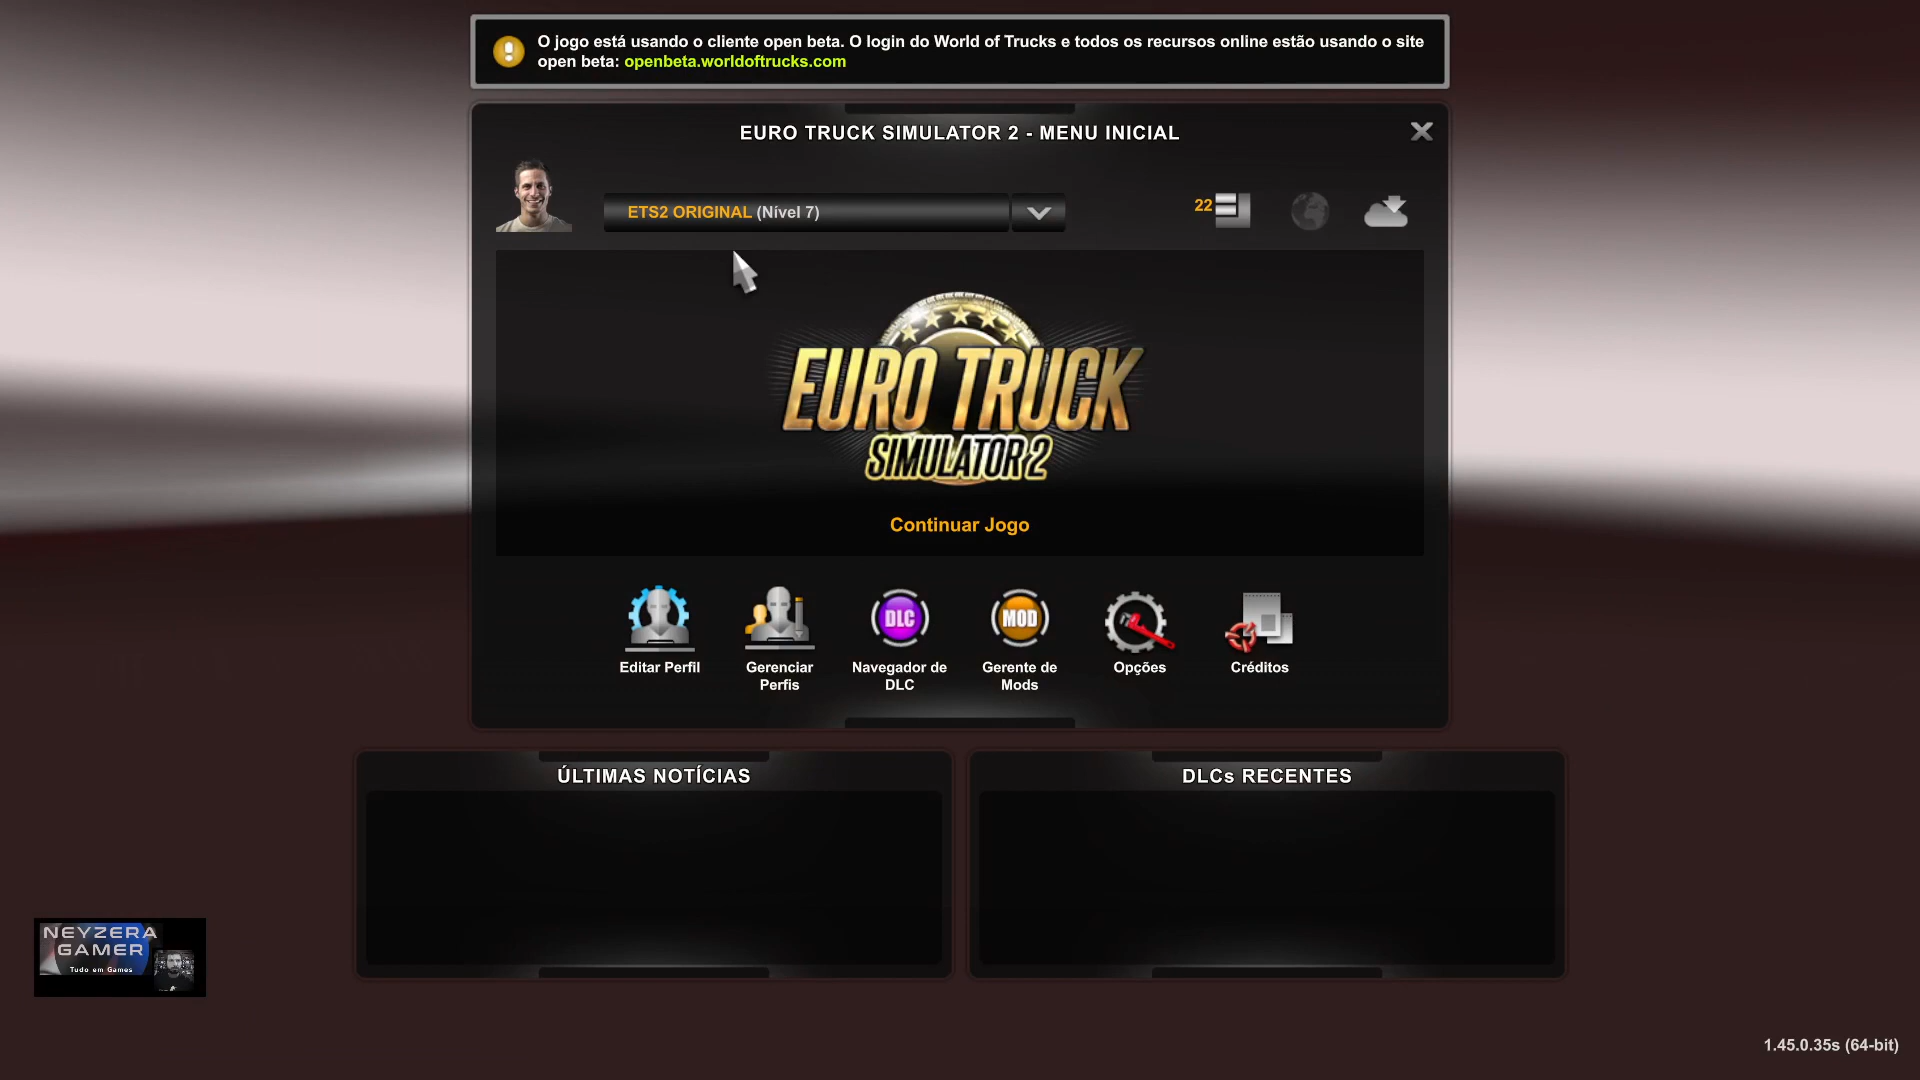 O jogo está usando o cliente open beta. O login do World of Trucks e todos os recursos online estão usando o site
open beta: openbeta.worldoftrucks.com
EURO TRUCK SIMULATOR 2 - MENU INICIAL
ETS2 ORIGINAL (Nível 7)
22
EURO TRUCK
SIMULATOR 2
Continuar Jogo
DLC
MOD
Editar Perfil
Gerenciar
Perfis
Navegador de
DLC
Gerente de
Mods
Opções
Créditos
ÚLTIMAS NOTÍCIAS
DLCs RECENTES
NEYZERA
GAMER
Tudo em Games
1.45.0.35s (64-bit)